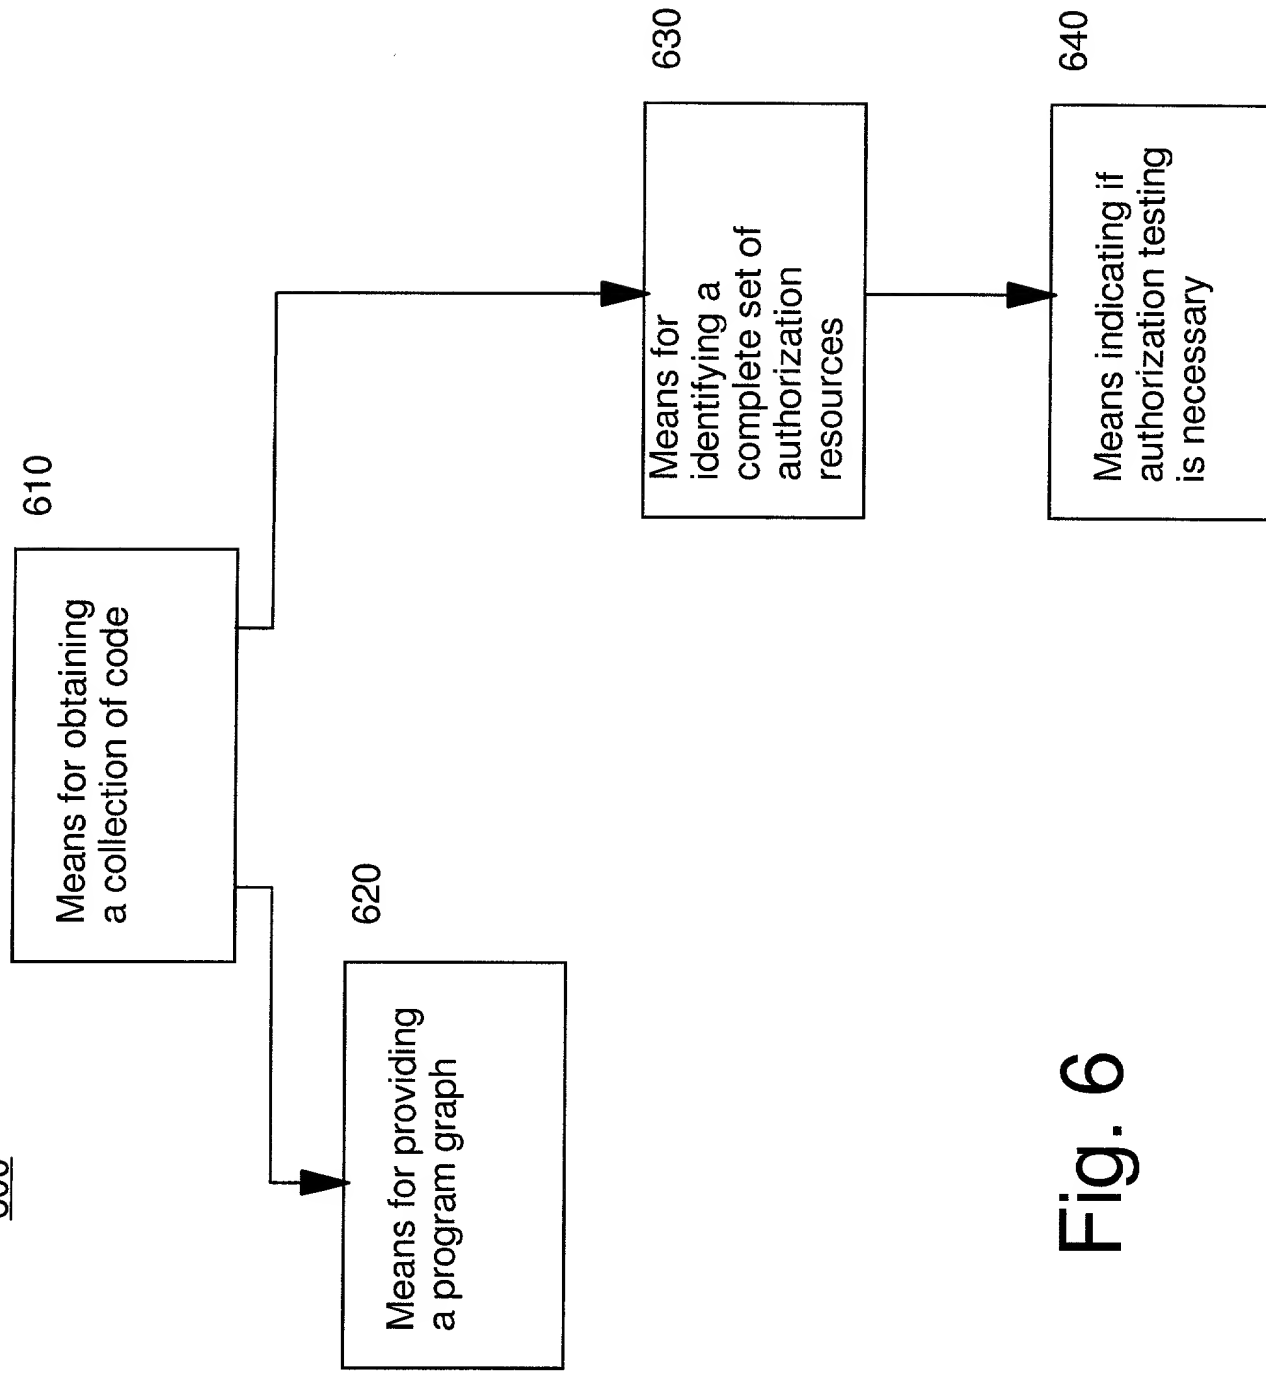 610
Means for obtaining
a collection of code
620
Means for providing
a program graph
630
Means for
identifying a
complete set of
authorization
resources
640
Means indicating if
authorization testing
is necessary
Fig. 6